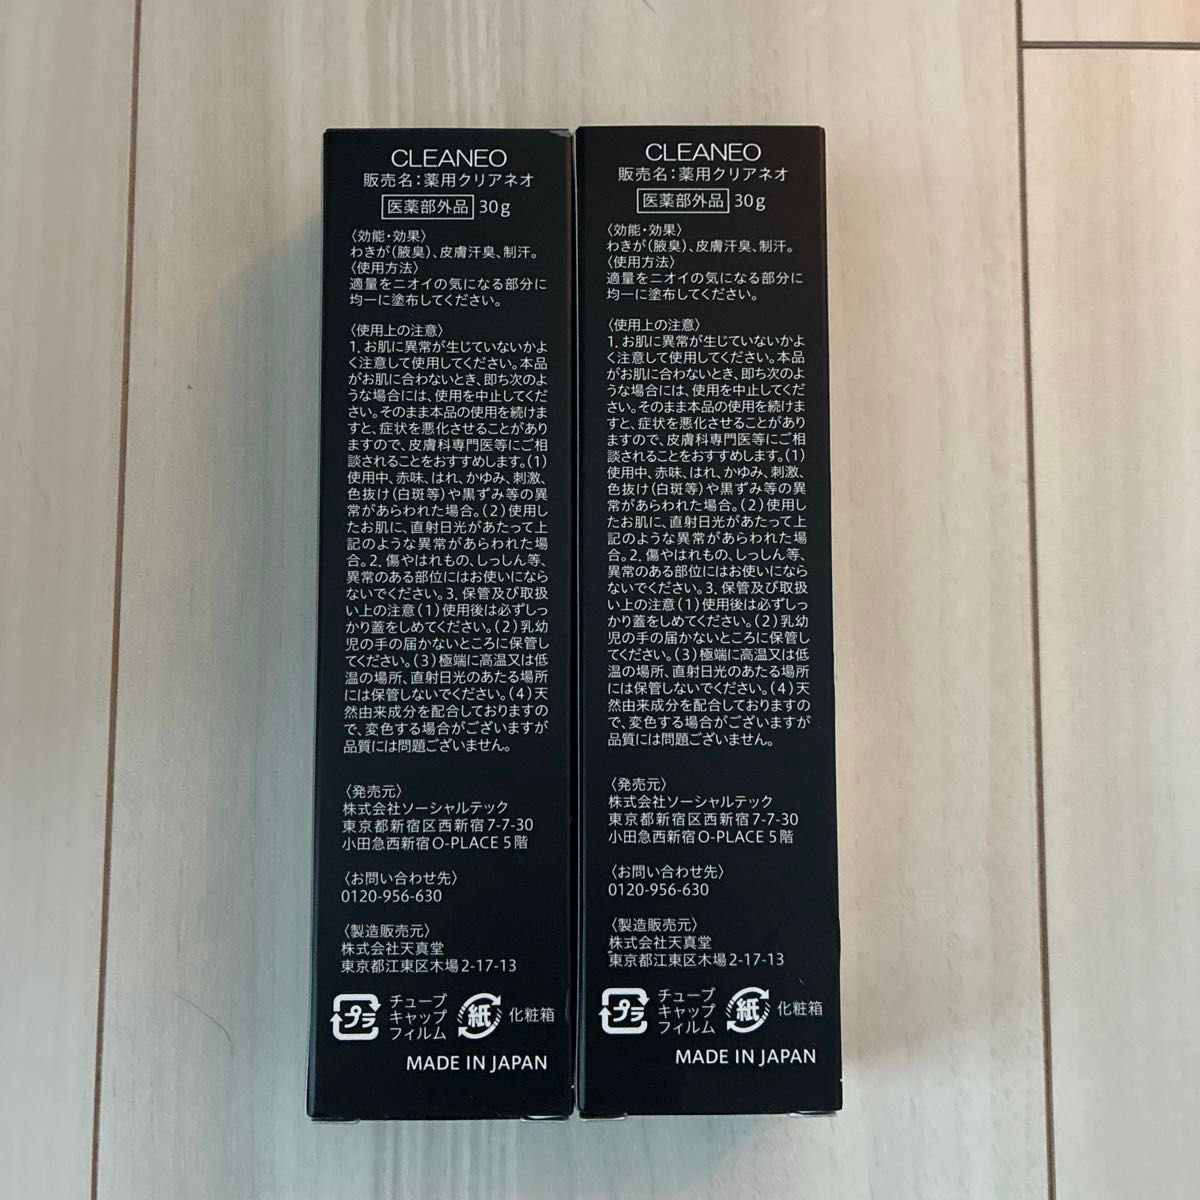 CLEANEO
販売名：薬用クリアネオ
医薬部外品 30g
〈効能・効果〉
わきが（腋臭）、皮膚汗臭、制汗。
〈使用方法〉
適量をニオイの気になる部分に
均一に塗布してください。
〈使用上の注意〉
1. お肌に異常が生じていないかよ
く注意して使用してください。本品
がお肌に合わないとき、即ち次のよ
うな場合には、使用を中止してくだ
さい。そのまま本品の使用を続けま
すと、症状を悪化させることがあり
ますので、皮膚科専門医等にご相
談されることをおすすめします。（1）
使用中、赤味、はれ、かゆみ、刺激、
色抜け（白斑等）や黒ずみ等の異
常があらわれた場合。（2）使用し
たお肌に、直射日光があたって上
記のような異常があらわれた場
合。2. 傷やはれもの、しっしん等、
異常のある部位にはお使いになら
ないでください。3. 保管及び取扱
い上の注意（1）使用後は必ずしっ
かり蓋をしめてください。（2）乳幼
児の手の届かないところに保管し
てください。（3）極端に高温又は低
温の場所、直射日光のあたる場所
には保管しないでください。（4）天
然由来成分を配合しておりますの
で、変色する場合がございますが
品質には問題ございません。
〈発売元〉
株式会社ソーシャルテック
東京都新宿区西新宿7-7-30
小田急西新宿O-PLACE 5階
〈お問い合わせ先〉
0120-956-630
〈製造販売元〉
株式会社天真堂
東京都江東区木場2-17-13
プラ チューブ
キャップ
フィルム
紙 化粧箱
MADE IN JAPAN
CLEANEO
販売名：薬用クリアネオ
医薬部外品 30g
〈効能・効果〉
わきが（腋臭）、皮膚汗臭、制汗。
〈使用方法〉
適量をニオイの気になる部分に
均一に塗布してください。
〈使用上の注意〉
1. お肌に異常が生じていないかよ
く注意して使用してください。本品
がお肌に合わないとき、即ち次のよ
うな場合には、使用を中止してくだ
さい。そのまま本品の使用を続けま
すと、症状を悪化させることがあり
ますので、皮膚科専門医等にご相
談されることをおすすめします。（1）
使用中、赤味、はれ、かゆみ、刺激、
色抜け（白斑等）や黒ずみ等の異
常があらわれた場合。（2）使用し
たお肌に、直射日光があたって上
記のような異常があらわれた場
合。2. 傷やはれもの、しっしん等、
異常のある部位にはお使いになら
ないでください。3. 保管及び取扱
い上の注意（1）使用後は必ずしっ
かり蓋をしめてください。（2）乳幼
児の手の届かないところに保管し
てください。（3）極端に高温又は低
温の場所、直射日光のあたる場所
には保管しないでください。（4）天
然由来成分を配合しておりますの
で、変色する場合がございますが
品質には問題ございません。
〈発売元〉
株式会社ソーシャルテック
東京都新宿区西新宿7-7-30
小田急西新宿O-PLACE 5階
〈お問い合わせ先〉
0120-956-630
〈製造販売元〉
株式会社天真堂
東京都江東区木場2-17-13
プラ チューブ
キャップ
フィルム
紙 化粧箱
MADE IN JAPAN